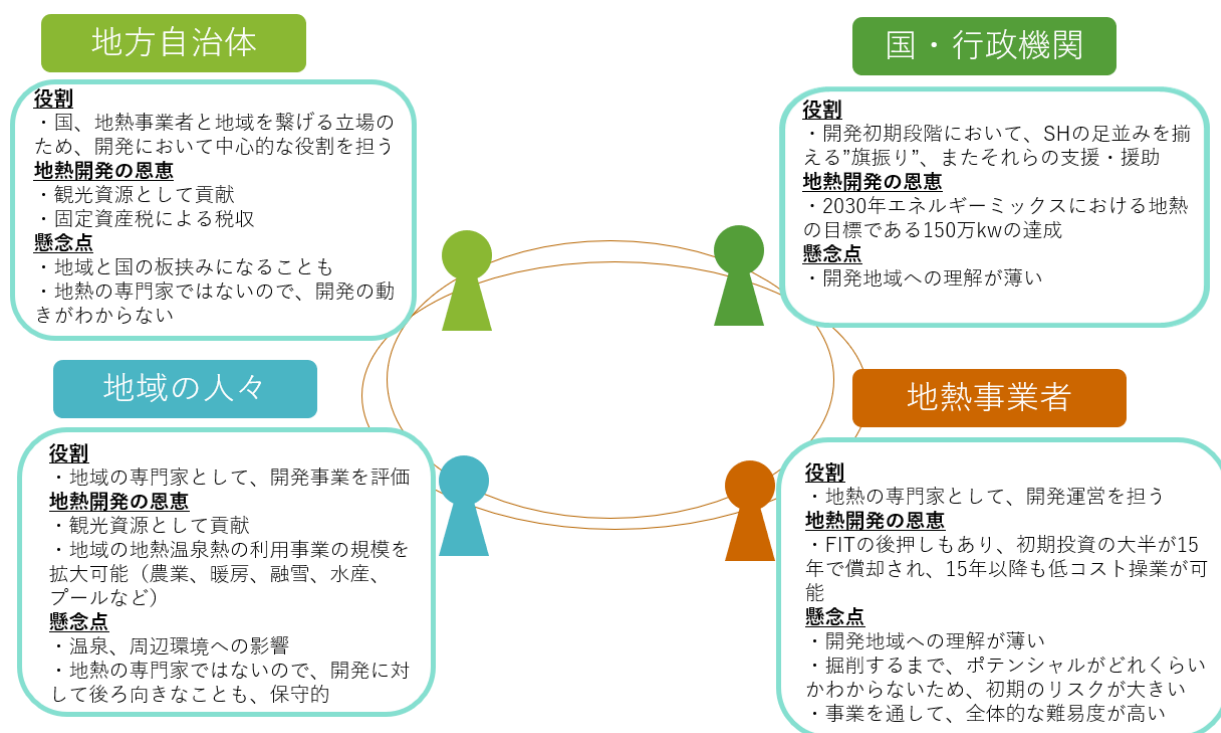 地方自治体
役割
・国、地熱事業者と地域を繋げる立場の
ため、開発において中心的な役割を担う
地熱開発の恩恵
・観光資源として貢献
・固定資産税による税収
懸念点
・地域と国の板挟みになることも
・地熱の専門家ではないので、開発の動
きがわからない
国・行政機関
役割
・開発初期段階において、SHの足並みを揃
える”旗振り”、またそれらの支援・援助
地熱開発の恩恵
・2030年エネルギーミックスにおける地熱
の目標である150万kwの達成
懸念点
・開発地域への理解が薄い
地域の人々
役割
・地域の専門家として、開発事業を評価
地熱開発の恩恵
・観光資源として貢献
・地域の地熱温泉熱の利用事業の規模を
拡大可能（農業、暖房、融雪、水産、
プールなど）
懸念点
・温泉、周辺環境への影響
・地熱の専門家ではないので、開発に対
して後ろ向きなことも、保守的
地熱事業者
役割
・地熱の専門家として、開発運営を担う
地熱開発の恩恵
・FITの後押しもあり、初期投資の大半が15
年で償却され、15年以降も低コスト操業が可
能
懸念点
・開発地域への理解が薄い
・掘削するまで、ポテンシャルがどれくらい
かわからないため、初期のリスクが大きい
・事業を通して、全体的な難易度が高い